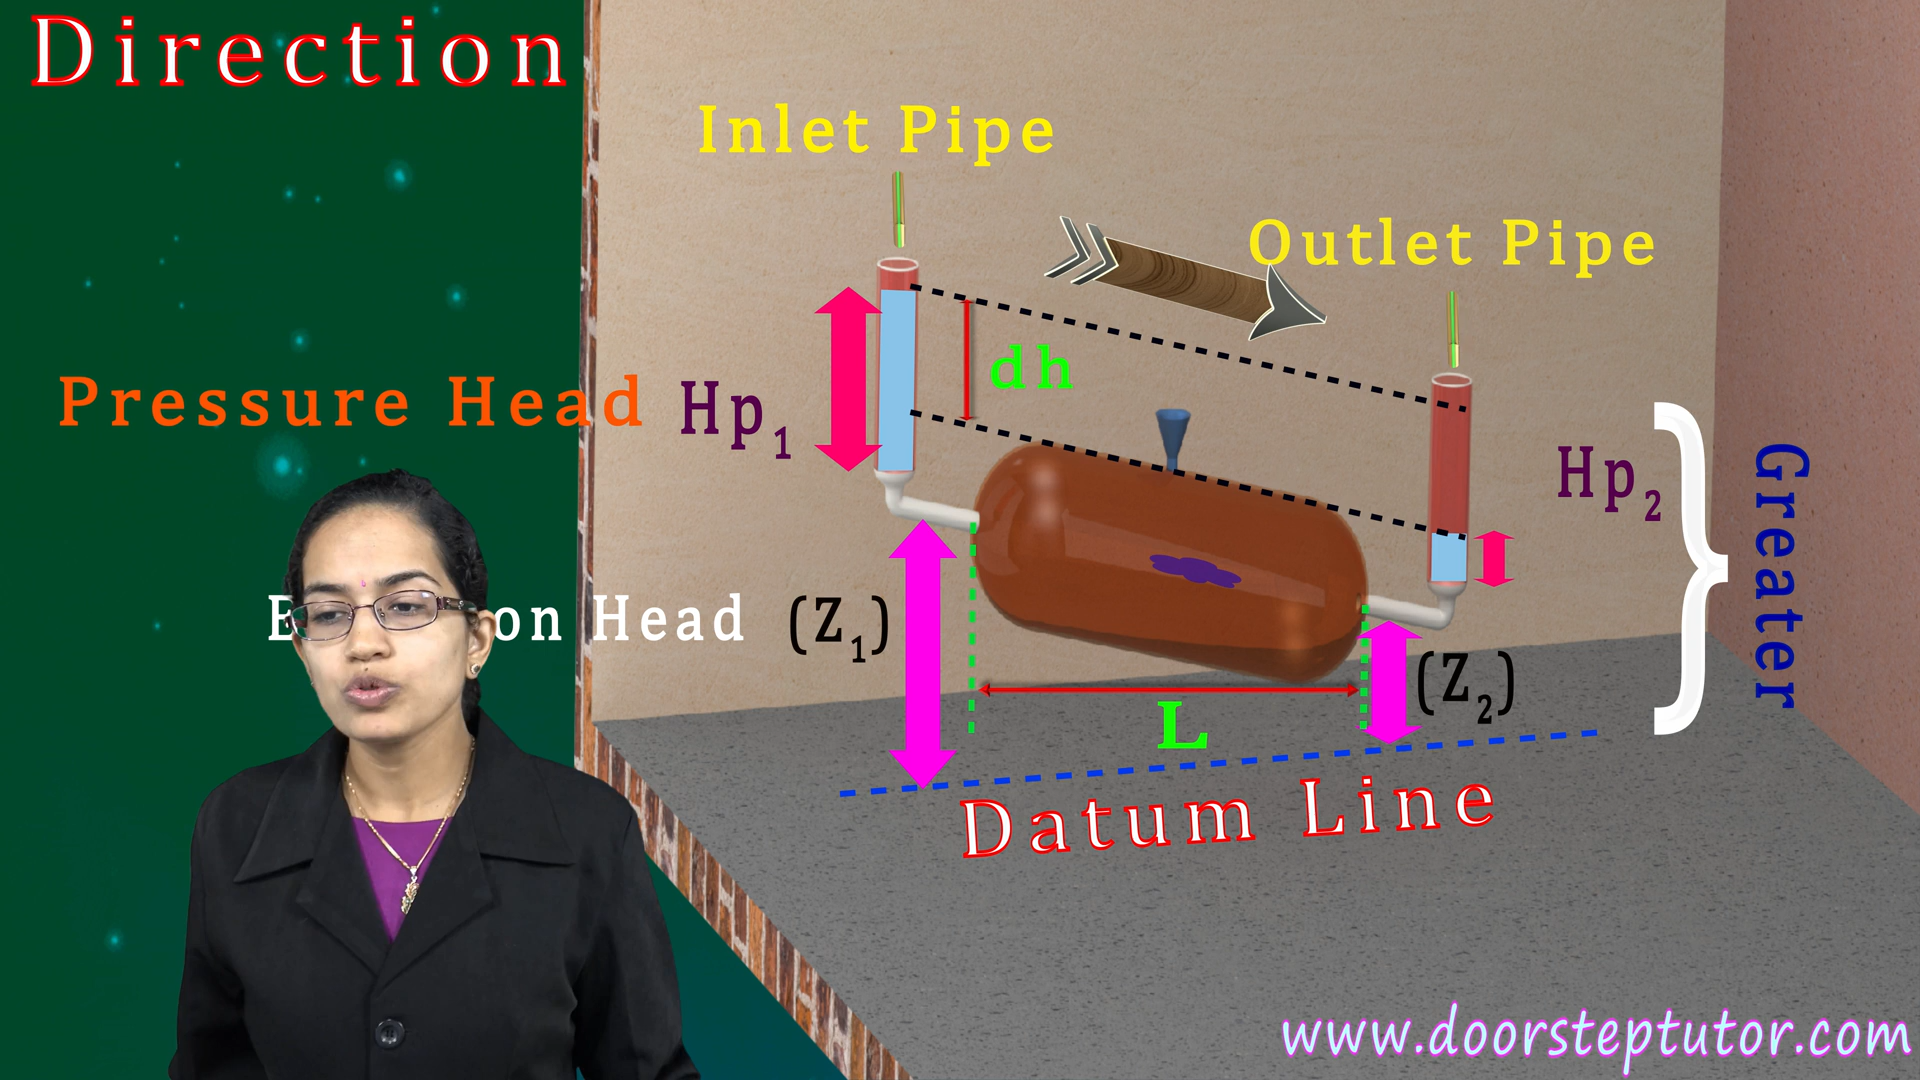 Direction
Inlet Pipe
Outlet Pipe
dh
Pressure Head
Hp1
Hp2
Greater
Head
(Z1)
(Z2)
L
Datum Line
www.doorsteptutor.com